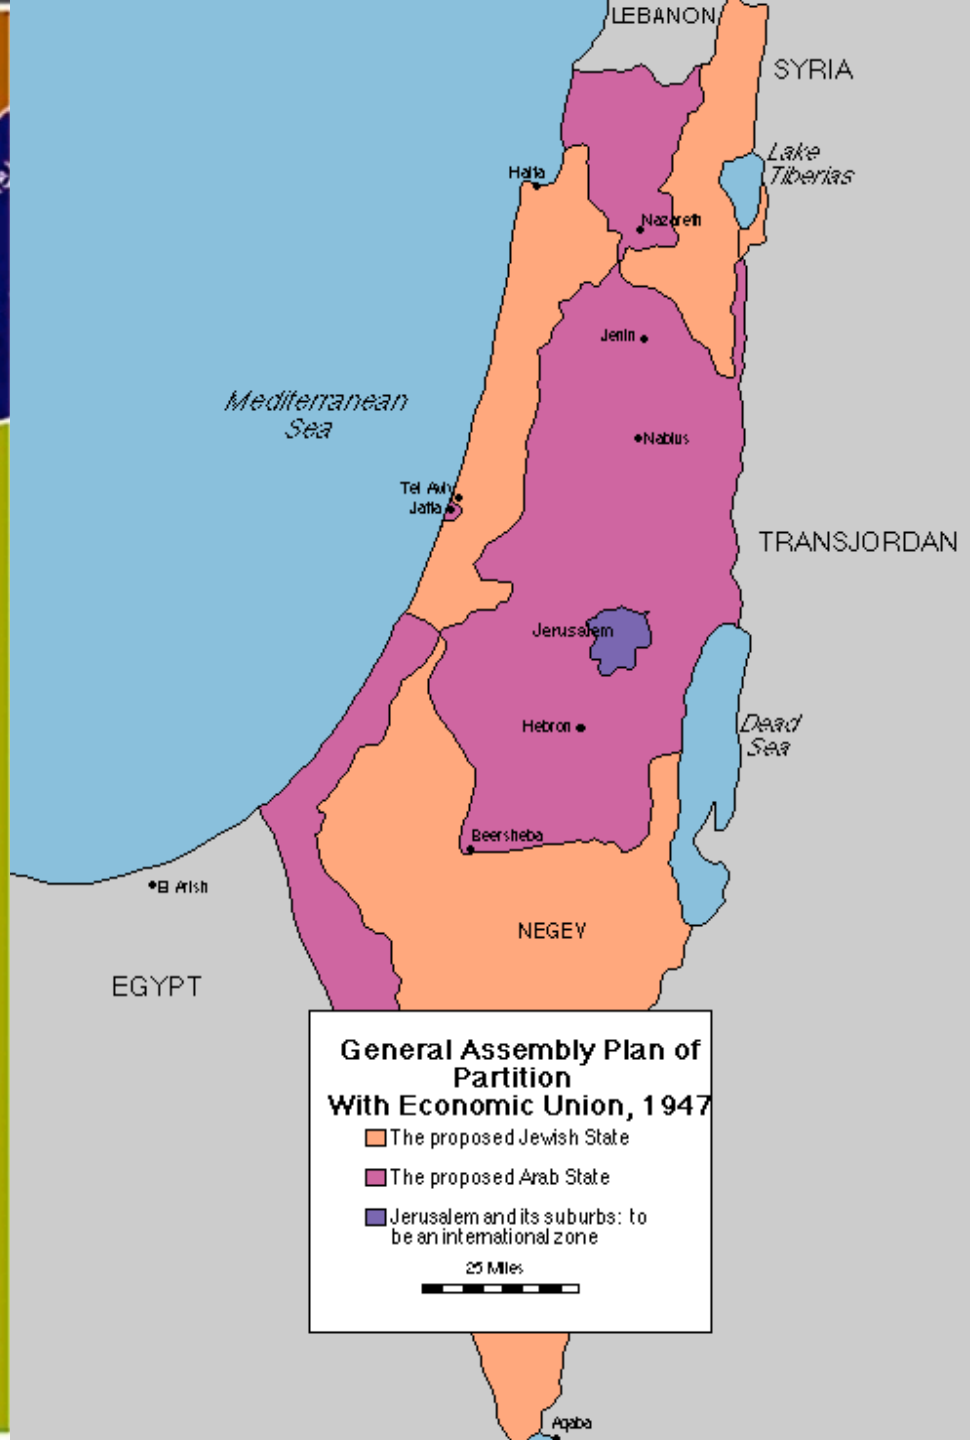 LEBANON
SYRIA
Lake
Tiberias
Haifa
Nazareth
Jenin
Mediterranean
Sea
Nablus
Tel Aviv
Jaffa
TRANSJORDAN
Jerusalem
Hebron
Dead
Sea
Beersheba
El Arish
NEGEV
EGYPT
General Assembly Plan of
Partition
With Economic Union, 1947
The proposed Jewish State
The proposed Arab State
Jerusalem and its suburbs: to
be an international zone
25 Miles
Aqaba